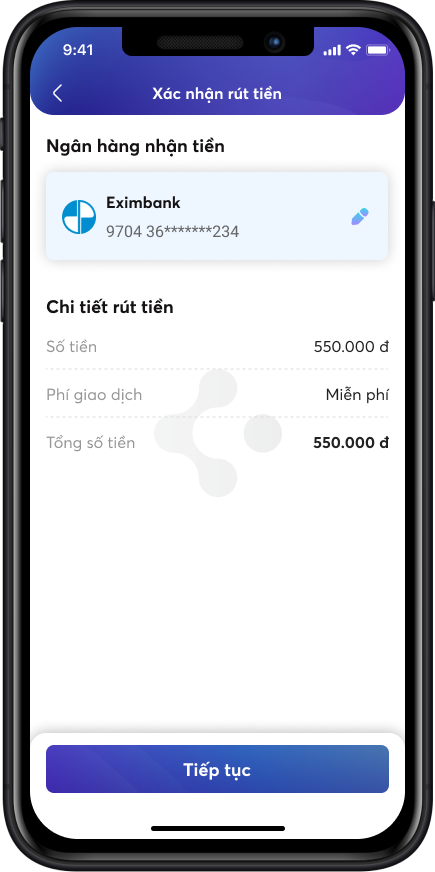 9:41
Xác nhận rút tiền
Ngân hàng nhận tiền
Eximbank
9704 36*******234
Chi tiết rút tiền
Số tiền 550.000 đ
Phí giao dịch Miễn phí
Tổng số tiền 550.000 đ
Tiếp tục